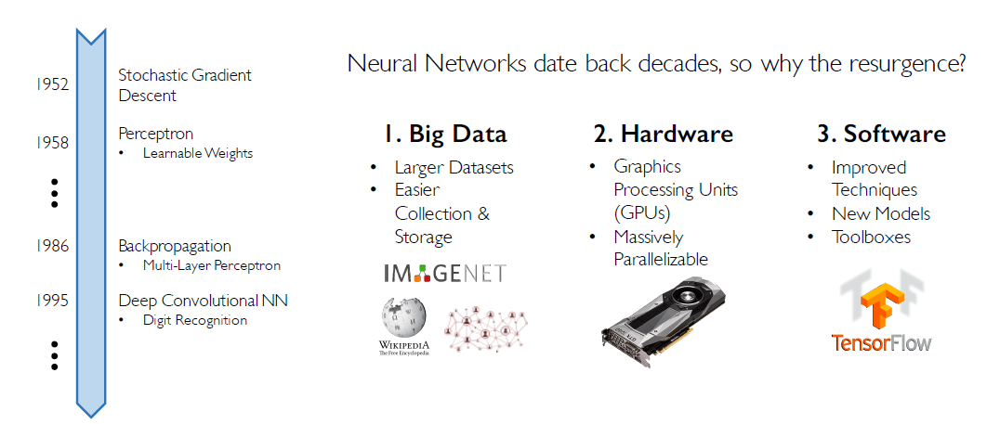 Neural Networks date back decades, so why the resurgence?
1952
Stochastic Gradient
Descent
1958
Perceptron
• Learnable Weights
1986
Backpropagation
• Multi-Layer Perceptron
1995
Deep Convolutional NN
• Digit Recognition
1. Big Data
• Larger Datasets
• Easier
Collection &
Storage
IMAGENET
WIKIPEDIA
The Free Encyclopedia
2. Hardware
• Graphics
Processing Units
(GPUs)
• Massively
Parallelizable
3. Software
• Improved
Techniques
• New Models
• Toolboxes
TensorFlow